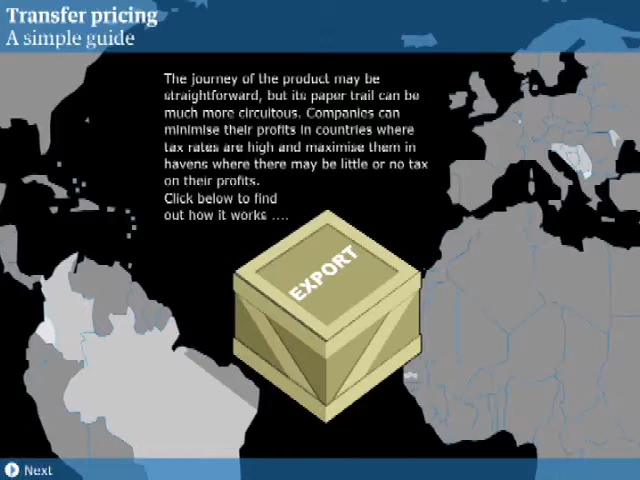 Transfer pricing
A simple guide
The journey of the product may be
straightforward, but its paper trail can be
much more circuitous. Companies can
minimise their profits in countries where
tax rates are high and maximise them in
havens where there may be little or no tax
on their profits.
Click below to find
out how it works ....
EXPORT
Next